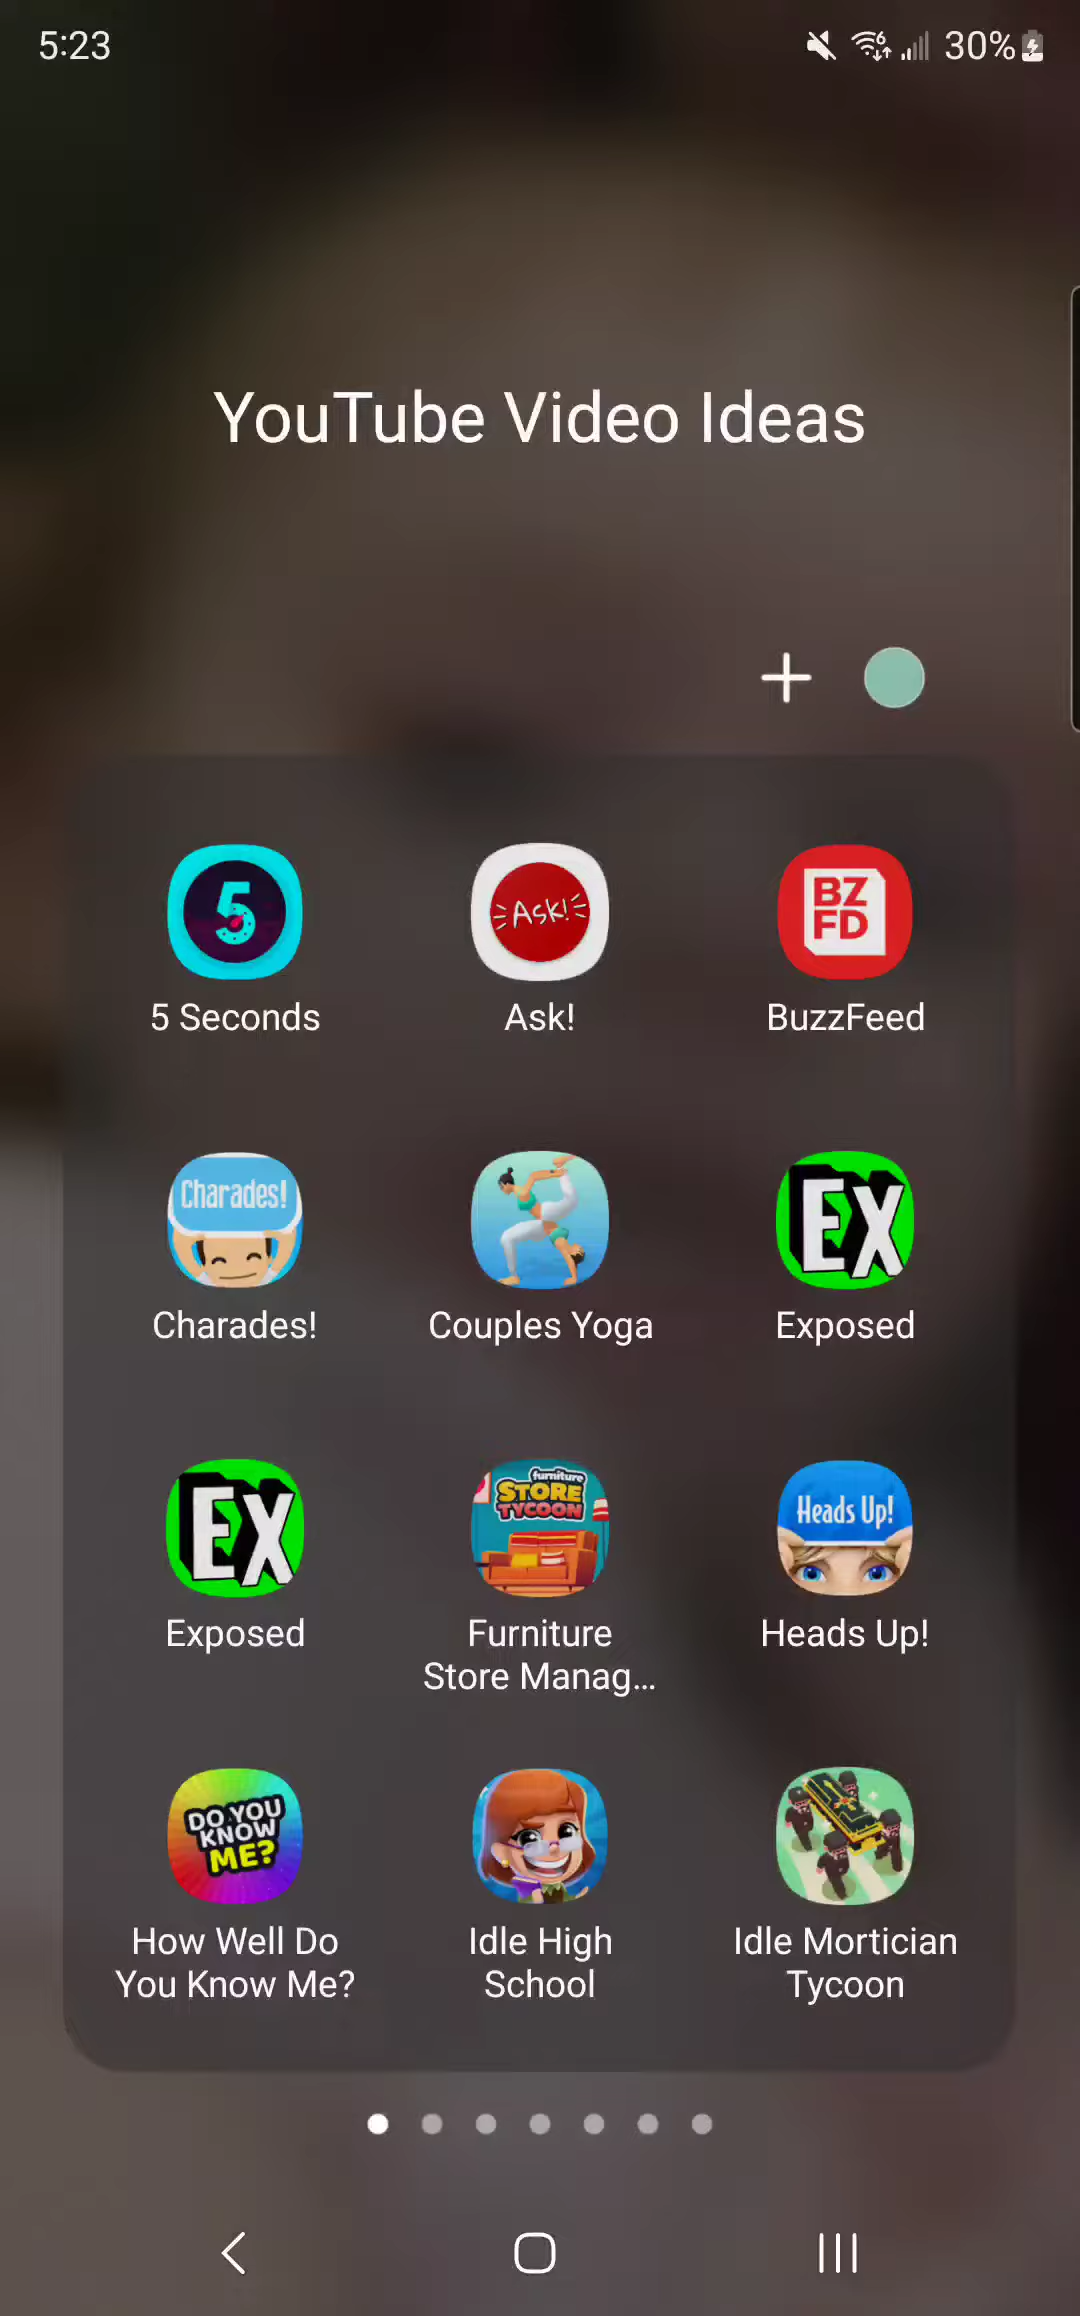 5:23
6 30%
YouTube Video Ideas
5
Ask!
BZ
FD
5 Seconds
Ask!
BuzzFeed
Charades!
EX
Charades!
Couples Yoga
Exposed
EX
furniture
STORE
TYCOON
Heads Up!
Exposed
Furniture
Store Manag...
Heads Up!
DO YOU
KNOW
ME?
How Well Do
You Know Me?
Idle High
School
Idle Mortician
Tycoon